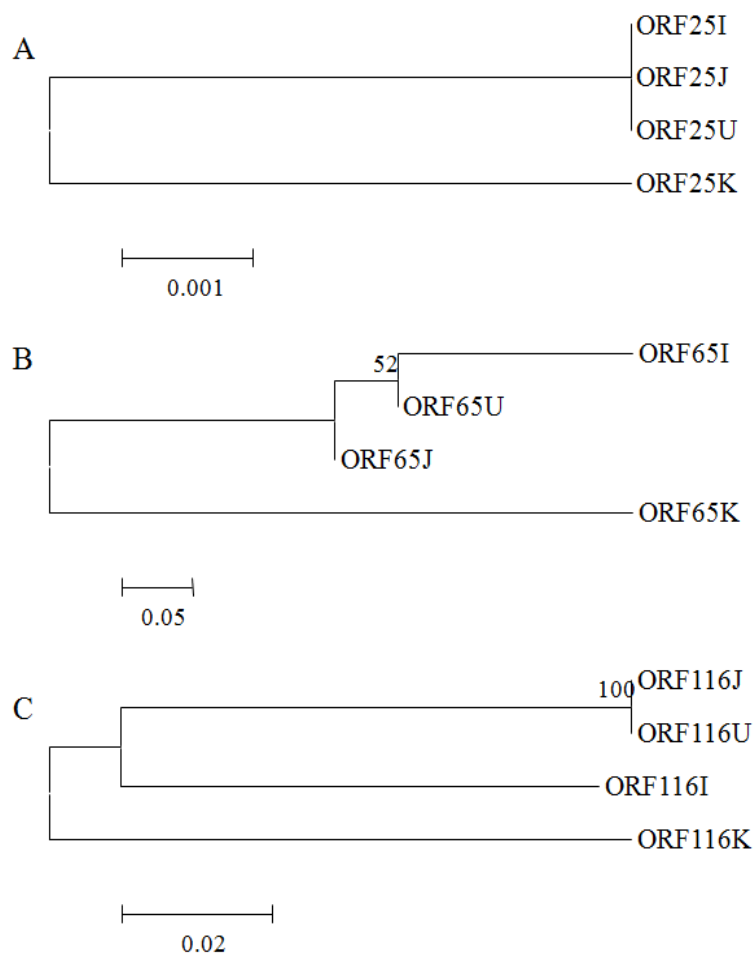 A
ORF25I
ORF25J
ORF25U
ORF25K
0.001
B
52
ORF65I
ORF65U
ORF65J
ORF65K
0.05
C
100
ORF116J
ORF116U
ORF116I
ORF116K
0.02